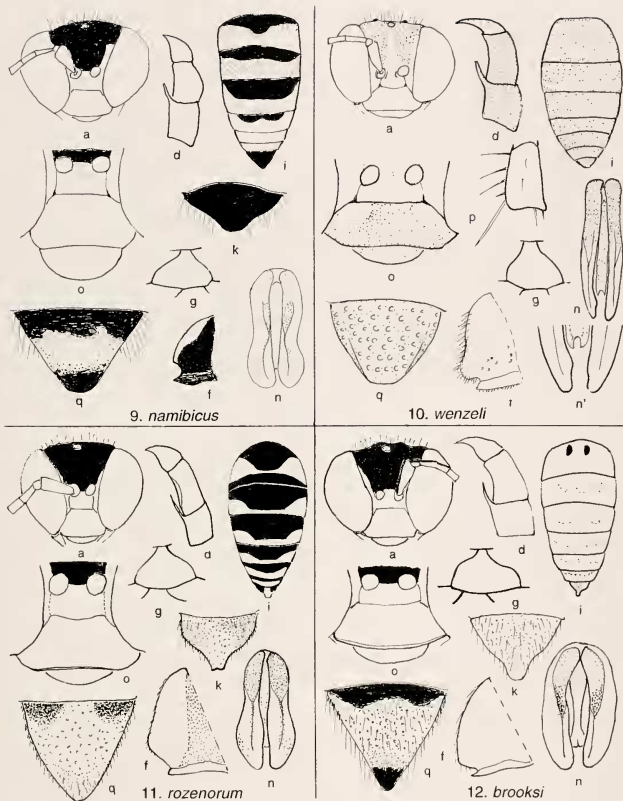 a
d
i
o
k
g
q
f
n
9. namibicus
a
d
i
p
o
g
n
q
f
n'
10. wenzeli
a
d
i
g
o
k
q
f
n
11. rozenorum
a
d
i
g
o
k
q
f
n
12. brooksi